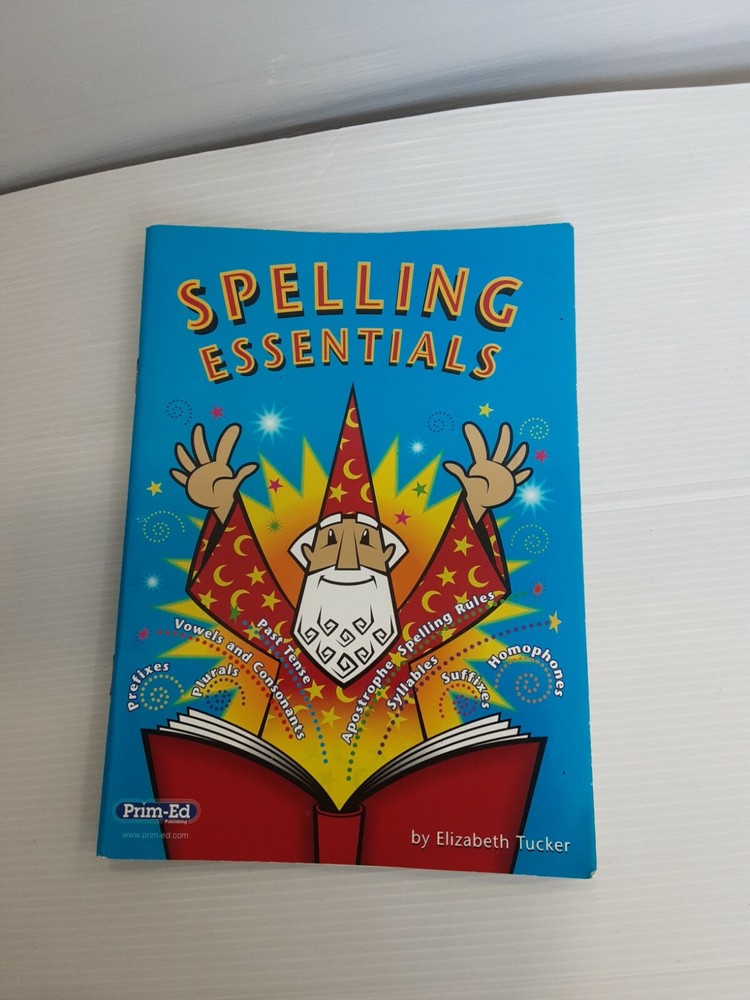 SPELLING
ESSENTIALS
Prefixes
Vowels and Consonants
Plurals
Past Tense
Apostrophe
Spelling Rules
Syllables
Suffixes
Homophones
Prim-Ed
Publishing
www.prim-ed.com
by Elizabeth Tucker